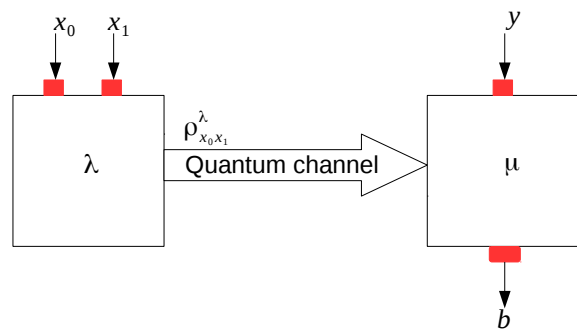 x₀ x₁ y
ρ^λ_{x₀x₁}
λ Quantum channel μ
b